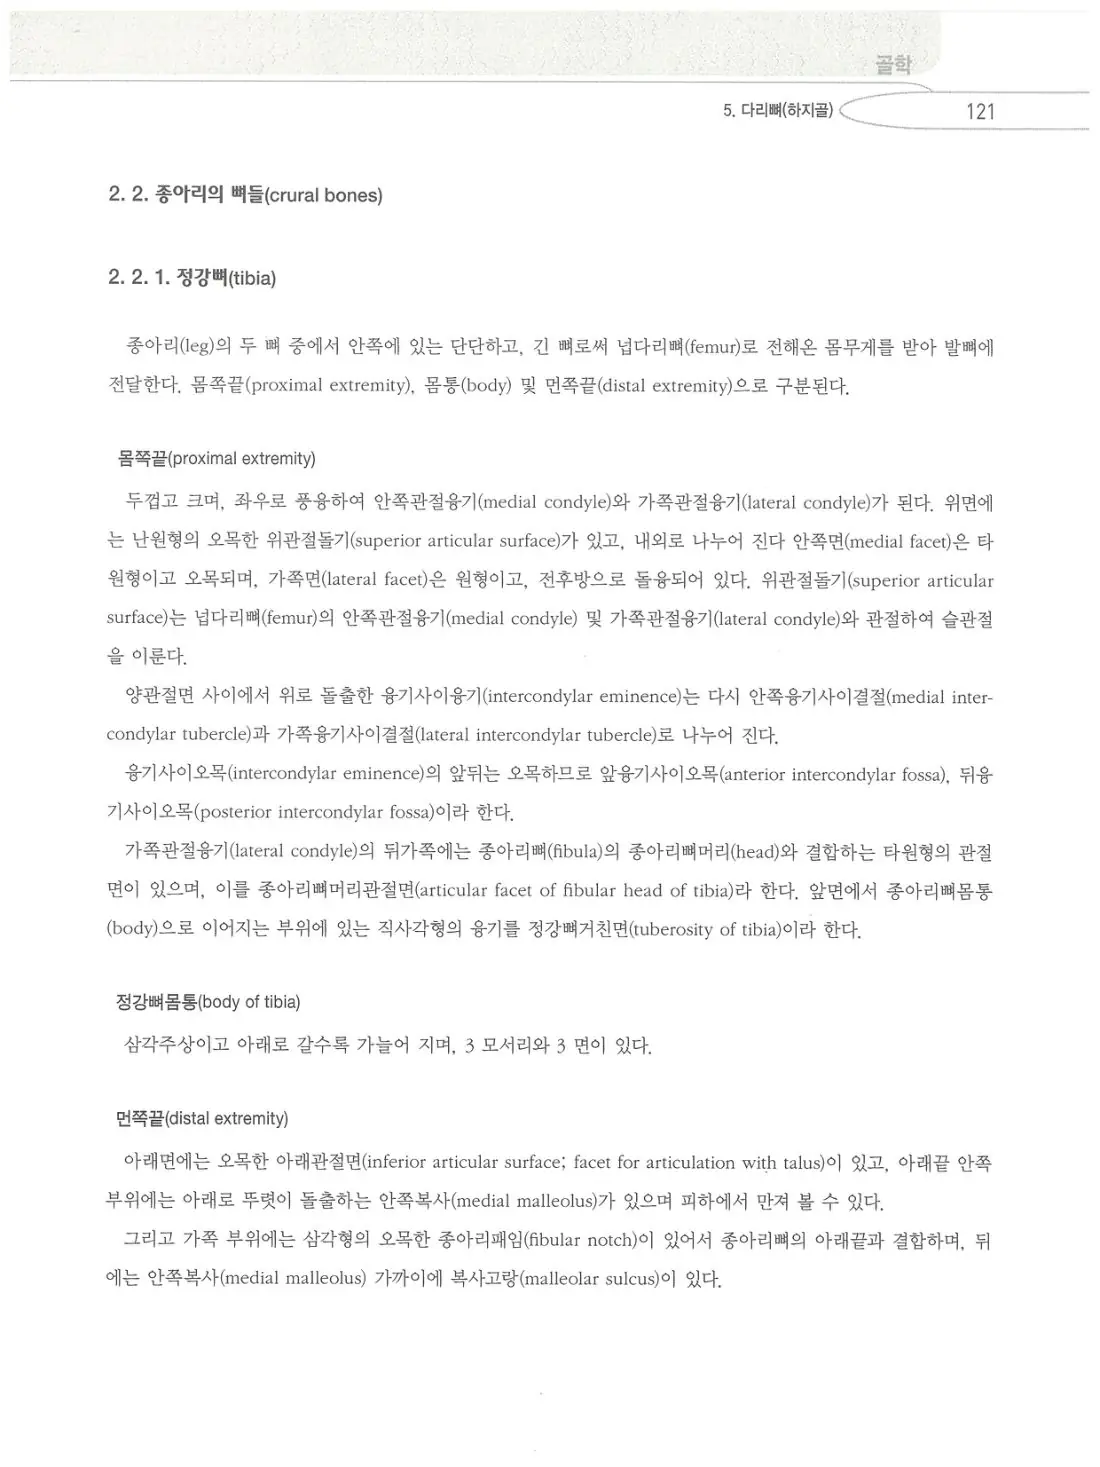 골학
5. 다리뼈(하지골)
121
2. 2. 종아리의 뼈들(crural bones)
2. 2. 1. 정강뼈(tibia)
종아리(leg)의 두 뼈 중에서 안쪽에 있는 단단하고, 긴 뼈로써 넙다리뼈(femur)로 전해온 몸무게를 받아 발뼈에
전달한다. 몸쪽끝(proximal extremity), 몸통(body) 및 먼쪽끝(distal extremity)으로 구분된다.
몸쪽끝(proximal extremity)
두껍고 크며, 좌우로 풍융하여 안쪽관절융기(medial condyle)와 가쪽관절융기(lateral condyle)가 된다. 위면에
는 난원형의 오목한 위관절돌기(superior articular surface)가 있고, 내외로 나누어 진다 안쪽면(medial facet)은 타
원형이고 오목되며, 가쪽면(lateral facet)은 원형이고, 전후방으로 돌융되어 있다. 위관절돌기(superior articular
surface)는 넙다리뼈(femur)의 안쪽관절융기(medial condyle) 및 가쪽관절융기(lateral condyle)와 관절하여 슬관절
을 이룬다.
양관절면 사이에서 위로 돌출한 융기사이융기(intercondylar eminence)는 다시 안쪽융기사이결절(medial inter-
condylar tubercle)과 가쪽융기사이결절(lateral intercondylar tubercle)로 나누어 진다.
융기사이오목(intercondylar eminence)의 앞뒤는 오목하므로 앞융기사이오목(anterior intercondylar fossa), 뒤융
기사이오목(posterior intercondylar fossa)이라 한다.
가쪽관절융기(lateral condyle)의 뒤가쪽에는 종아리뼈(fibula)의 종아리뼈머리(head)와 결합하는 타원형의 관절
면이 있으며, 이를 종아리뼈머리관절면(articular facet of fibular head of tibia)라 한다. 앞면에서 종아리뼈몸통
(body)으로 이어지는 부위에 있는 직사각형의 융기를 정강뼈거친면(tuberosity of tibia)이라 한다.
정강뼈몸통(body of tibia)
삼각주상이고 아래로 갈수록 가늘어 지며, 3 모서리와 3 면이 있다.
먼쪽끝(distal extremity)
아래면에는 오목한 아래관절면(inferior articular surface; facet for articulation with talus)이 있고, 아래끝 안쪽
부위에는 아래로 뚜렷이 돌출하는 안쪽복사(medial malleolus)가 있으며 피하에서 만져 볼 수 있다.
그리고 가쪽 부위에는 삼각형의 오목한 종아리패임(fibular notch)이 있어서 종아리뼈의 아래끝과 결합하며, 뒤
에는 안쪽복사(medial malleolus) 가까이에 복사고랑(malleolar sulcus)이 있다.